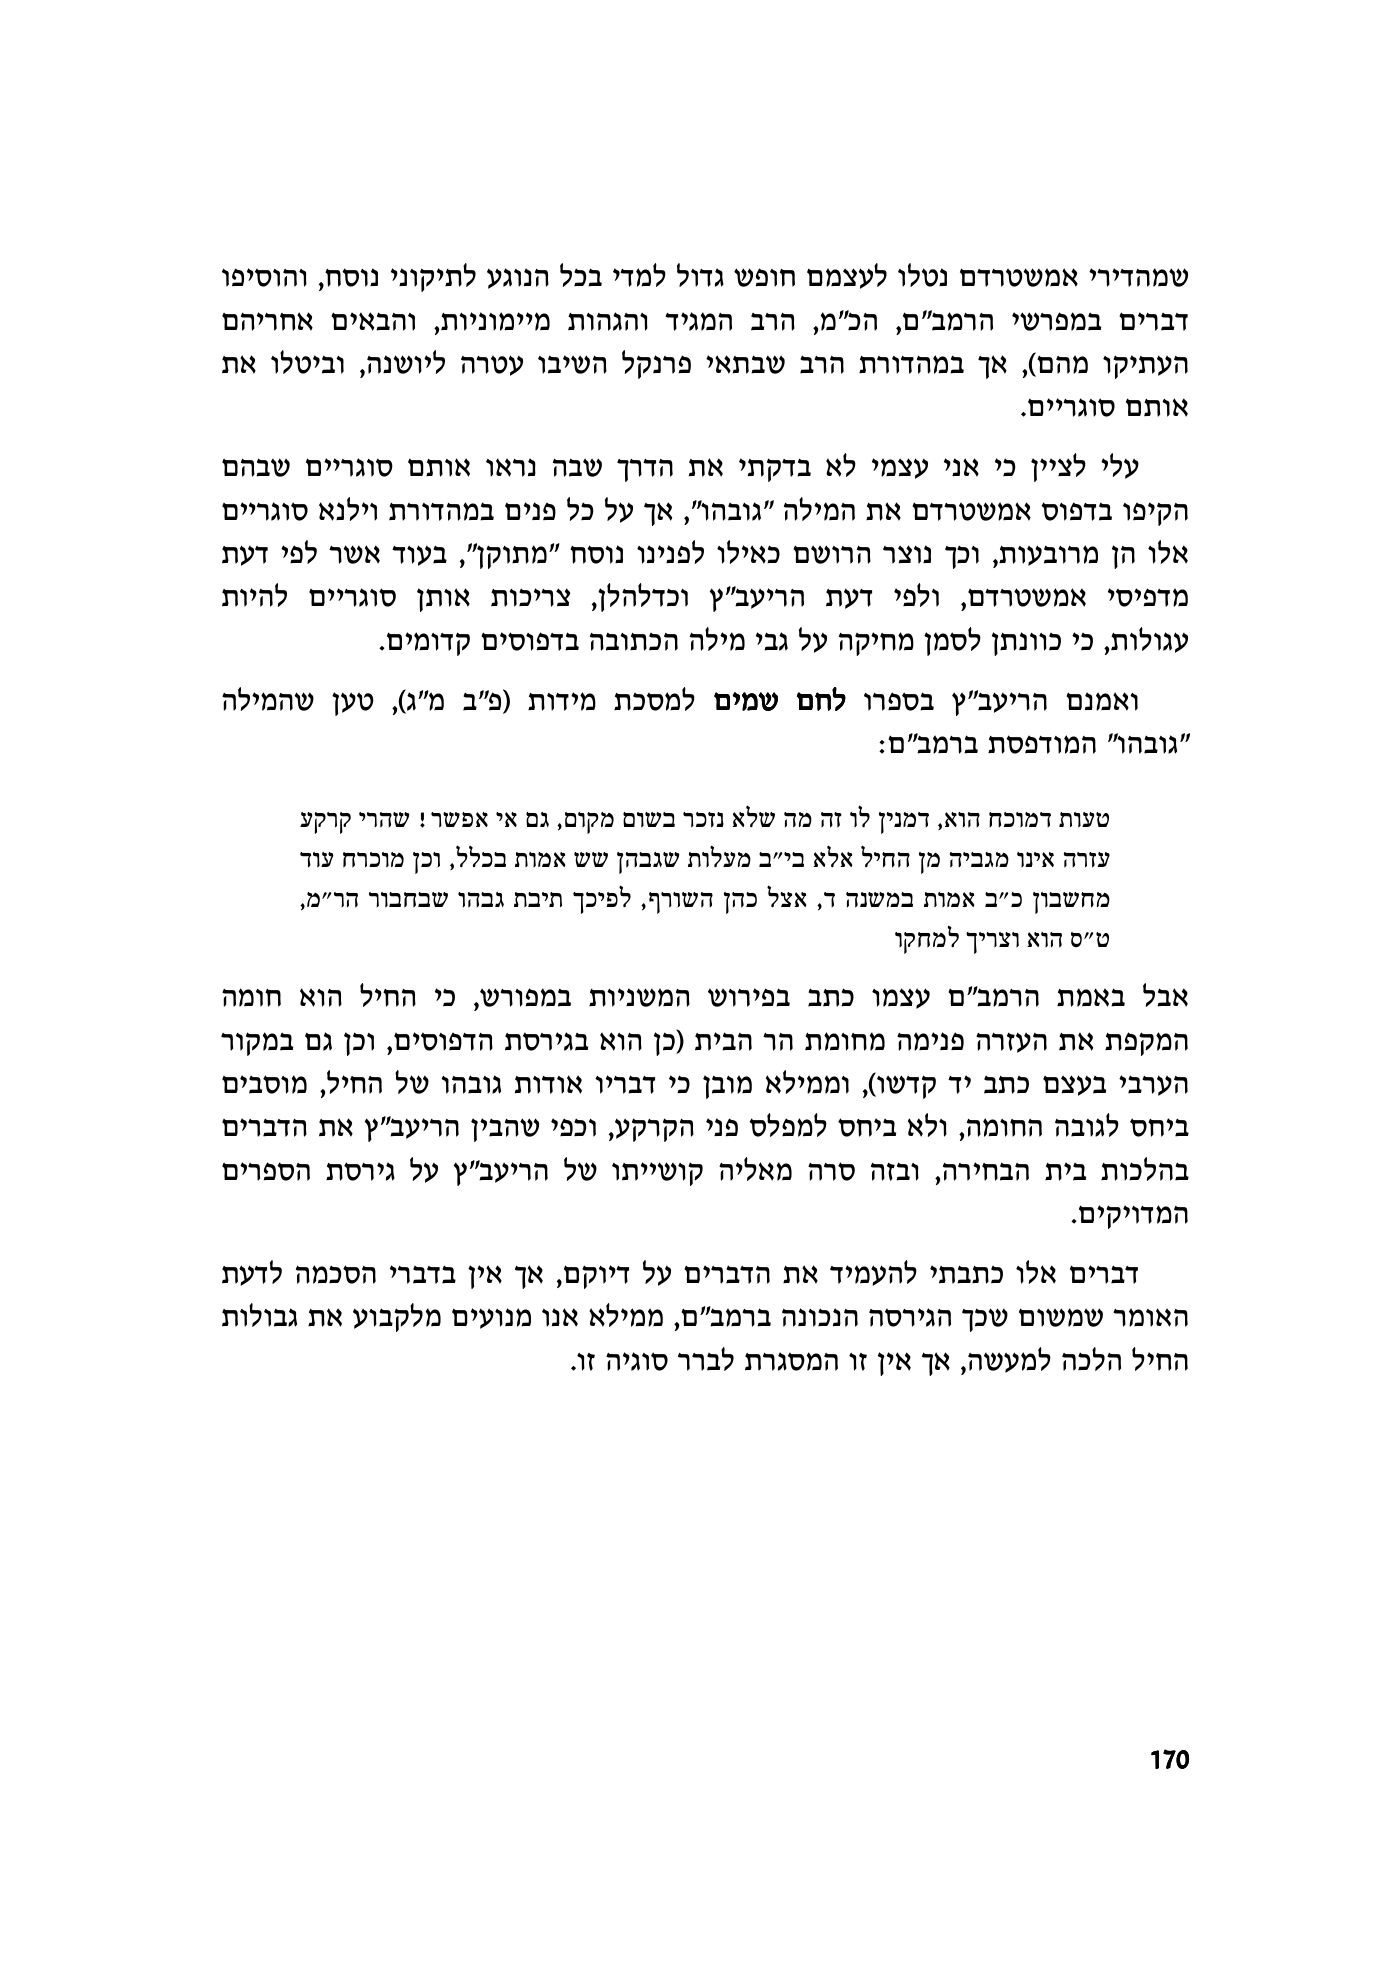 שמהדירי אמשטרדם נטלו לעצמם חופש גדול למדי בכל הנוגע לתיקוני נוסח, והוסיפו
דברים במפרשי הרמב"ם, הכ"מ, הרב המגיד והגהות מיימוניות, והבאים אחריהם
העתיקו מהם), אך במהדורת הרב שבתאי פרנקל השיבו עטרה ליושנה, וביטלו את
אותם סוגריים.
עלי לציין כי אני עצמי לא בדקתי את הדרך שבה נראו אותם סוגריים שבהם
הקיפו בדפוס אמשטרדם את המילה "גובהו", אך על כל פנים במהדורת וילנא סוגריים
אלו הן מרובעות, וכך נוצר הרושם כאילו לפנינו נוסח "מתוקן", בעוד אשר לפי דעת
מדפיסי אמשטרדם, ולפי דעת הריעב"ץ וכדלהלן, צריכות אותן סוגריים להיות
עגולות, כי כוונתן לסמן מחיקה על גבי מילה הכתובה בדפוסים קדומים.
ואמנם הריעב"ץ בספרו לחם שמים למסכת מידות (פ"ב מ"ג), טען שהמילה
"גובהו" המודפסת ברמב"ם:
טעות דמוכח הוא, דמנין לו זה מה שלא נזכר בשום מקום, גם אי אפשר! שהרי קרקע
עזרה אינו מגביה מן החיל אלא בי״ב מעלות שגבהן שש אמות בכלל, וכן מוכרח עוד
מחשבון כ״ב אמות במשנה ד, אצל כהן השורף, לפיכך תיבת גבהו שבחבור הר״מ,
ט״ס הוא וצריך למחקו
אבל באמת הרמב"ם עצמו כתב בפירוש המשניות במפורש, כי החיל הוא חומה
המקפת את העזרה פנימה מחומת הר הבית (כן הוא בגירסת הדפוסים, וכן גם במקור
הערבי בעצם כתב יד קדשו), וממילא מובן כי דבריו אודות גובהו של החיל, מוסבים
ביחס לגובה החומה, ולא ביחס למפלס פני הקרקע, וכפי שהבין הריעב"ץ את הדברים
בהלכות בית הבחירה, ובזה סרה מאליה קושייתו של הריעב"ץ על גירסת הספרים
המדויקים.
דברים אלו כתבתי להעמיד את הדברים על דיוקם, אך אין בדברי הסכמה לדעת
האומר שמשום שכך הגירסה הנכונה ברמב"ם, ממילא אנו מנועים מלקבוע את גבולות
החיל הלכה למעשה, אך אין זו המסגרת לברר סוגיה זו.
170